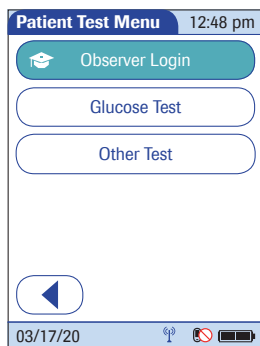 Patient Test Menu 12:48 pm
Observer Login
Glucose Test
Other Test
03/17/20